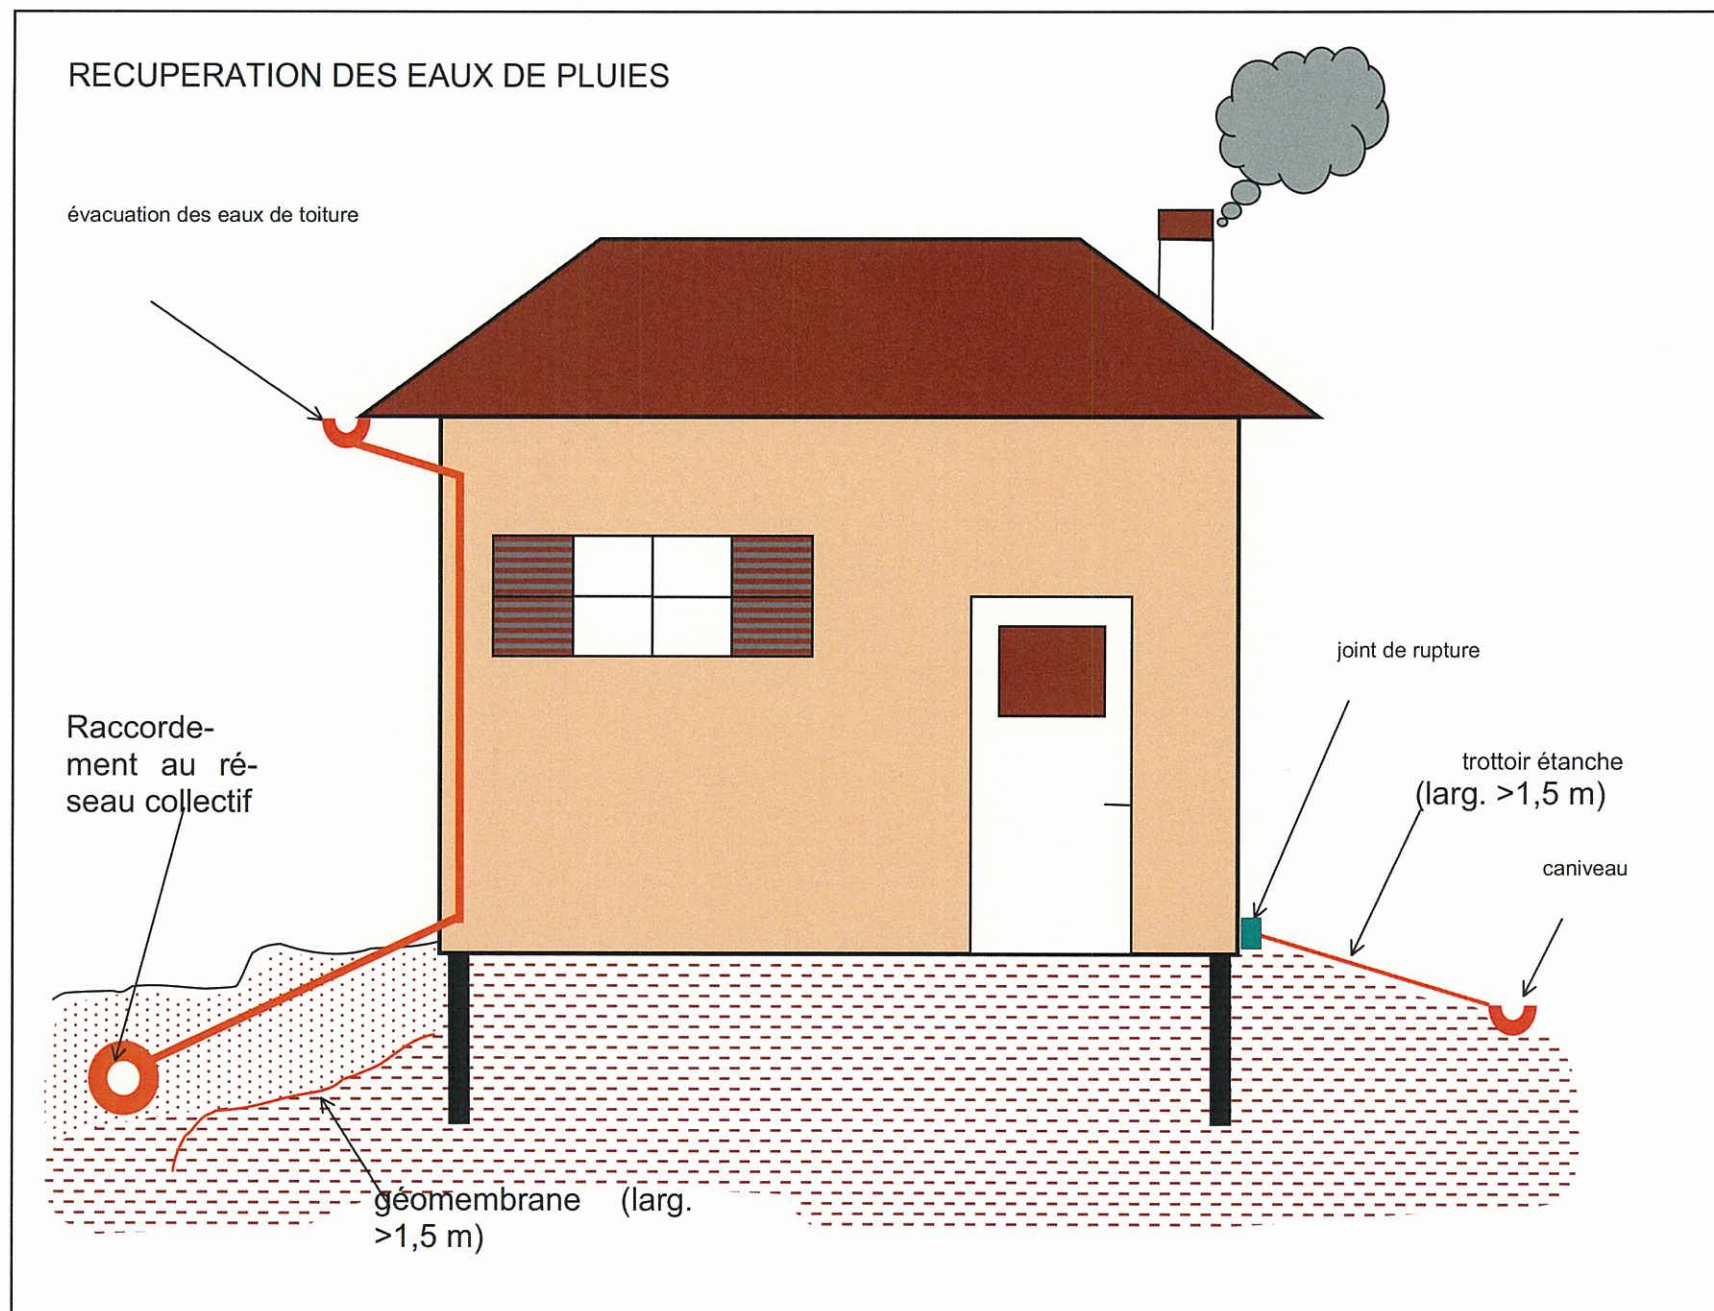 RECUPERATION DES EAUX DE PLUIES
évacuation des eaux de toiture
joint de rupture
Raccorde-
ment au ré-
seau collectif
trottoir étanche
(larg. >1,5 m)
caniveau
géomembrane (larg.
>1,5 m)